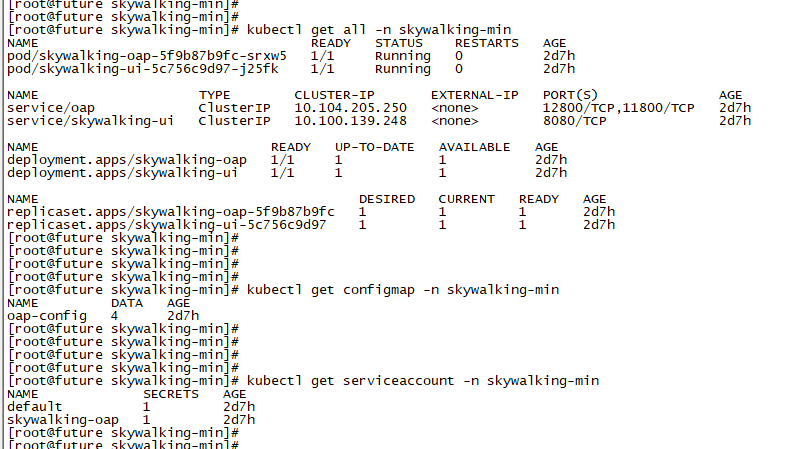 [root@future skywalking-min]#
[root@future skywalking-min]#
[root@future skywalking-min]# kubectl get all -n skywalking-min
NAME                                  READY   STATUS    RESTARTS   AGE
pod/skywalking-oap-5f9b87b9fc-srxw5   1/1     Running   0          2d7h
pod/skywalking-ui-5c756c9d97-j25fk    1/1     Running   0          2d7h
NAME                    TYPE        CLUSTER-IP       EXTERNAL-IP   PORT(S)               AGE
service/oap             ClusterIP   10.104.205.250   <none>        12800/TCP,11800/TCP   2d7h
service/skywalking-ui   ClusterIP   10.100.139.248   <none>        8080/TCP              2d7h
NAME                             READY   UP-TO-DATE   AVAILABLE   AGE
deployment.apps/skywalking-oap   1/1     1            1           2d7h
deployment.apps/skywalking-ui    1/1     1            1           2d7h
NAME                                        DESIRED   CURRENT   READY   AGE
replicaset.apps/skywalking-oap-5f9b87b9fc   1         1         1       2d7h
replicaset.apps/skywalking-ui-5c756c9d97    1         1         1       2d7h
[root@future skywalking-min]#
[root@future skywalking-min]#
[root@future skywalking-min]#
[root@future skywalking-min]#
[root@future skywalking-min]# kubectl get configmap -n skywalking-min
NAME         DATA   AGE
oap-config   4      2d7h
[root@future skywalking-min]#
[root@future skywalking-min]#
[root@future skywalking-min]#
[root@future skywalking-min]#
[root@future skywalking-min]# kubectl get serviceaccount -n skywalking-min
NAME             SECRETS   AGE
default          1         2d7h
skywalking-oap   1         2d7h
[root@future skywalking-min]#
[root@future skywalking-min]#